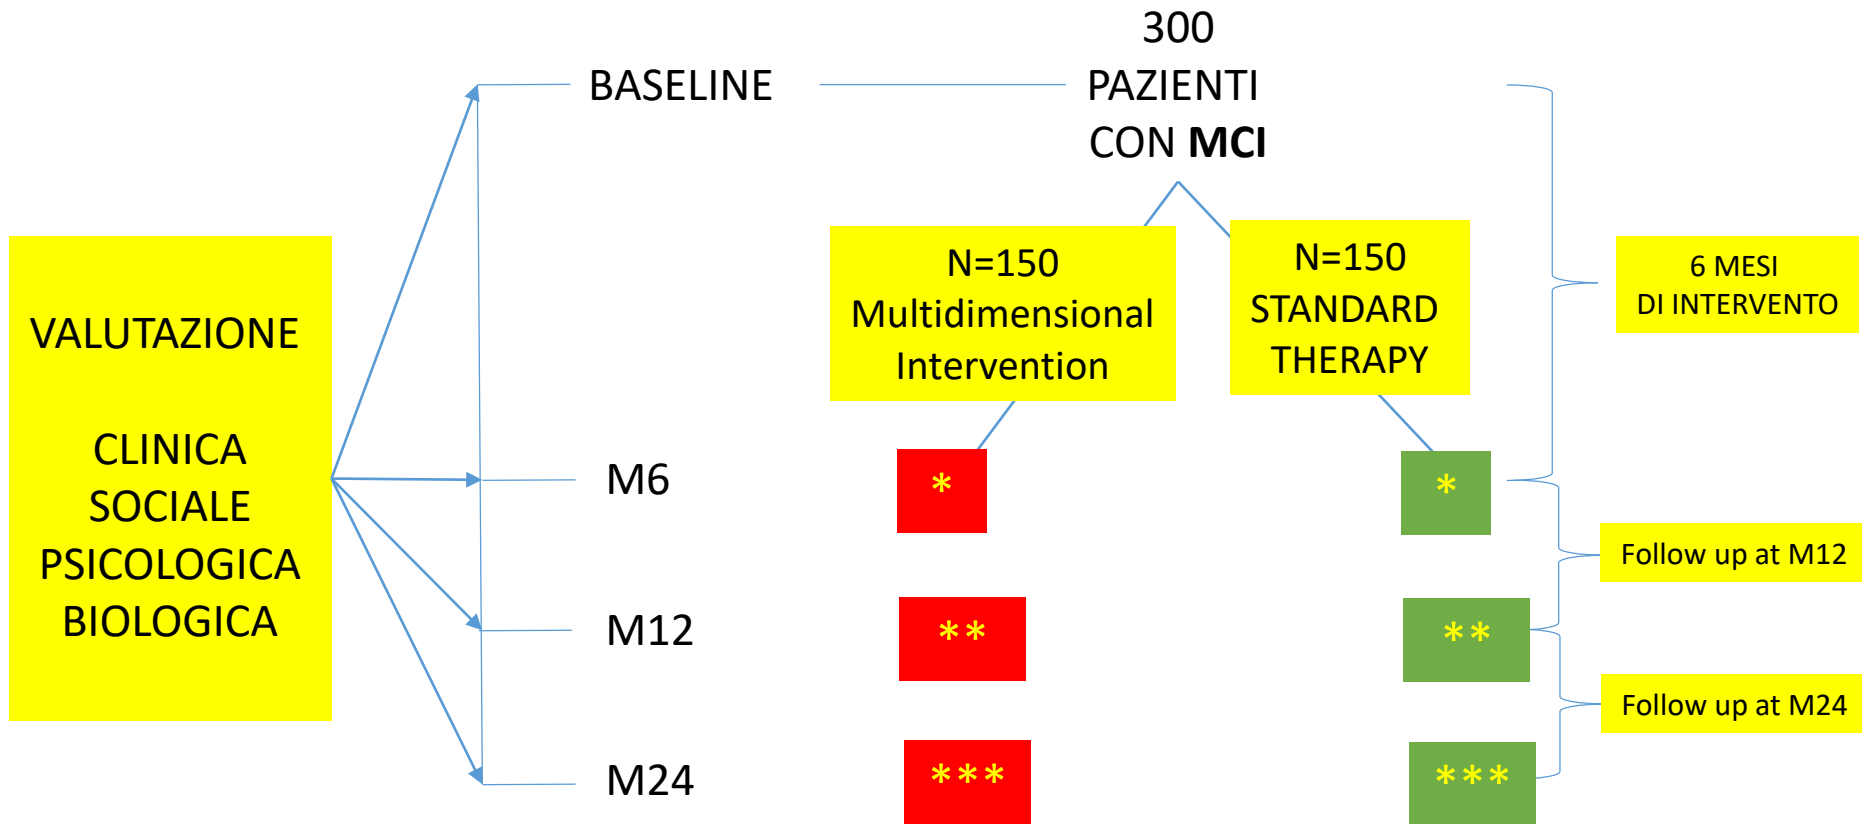 300
BASELINE
PAZIENTI
CON MCI
VALUTAZIONE
CLINICA
SOCIALE
PSICOLOGICA
BIOLOGICA
N=150
Multidimensional
Intervention
N=150
STANDARD
THERAPY
6 MESI
DI INTERVENTO
M6
*
*
Follow up at M12
M12
**
**
Follow up at M24
M24
***
***